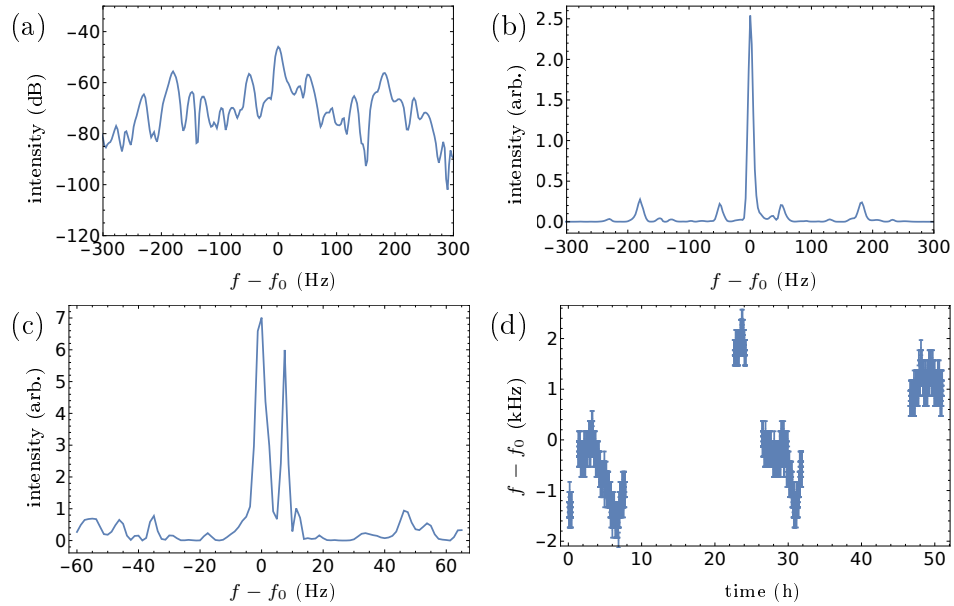 (a)
intensity (dB)
−40
−60
−80
−100
−120
−300 −200 −100 0 100 200 300
f − f₀ (Hz)
(b)
intensity (arb.)
2.5
2.0
1.5
1.0
0.5
0.0
−300 −200 −100 0 100 200 300
f − f₀ (Hz)
(c)
intensity (arb.)
7
6
5
4
3
2
1
0
−60 −40 −20 0 20 40 60
f − f₀ (Hz)
(d)
f − f₀ (kHz)
2
1
0
−1
−2
0 10 20 30 40 50
time (h)